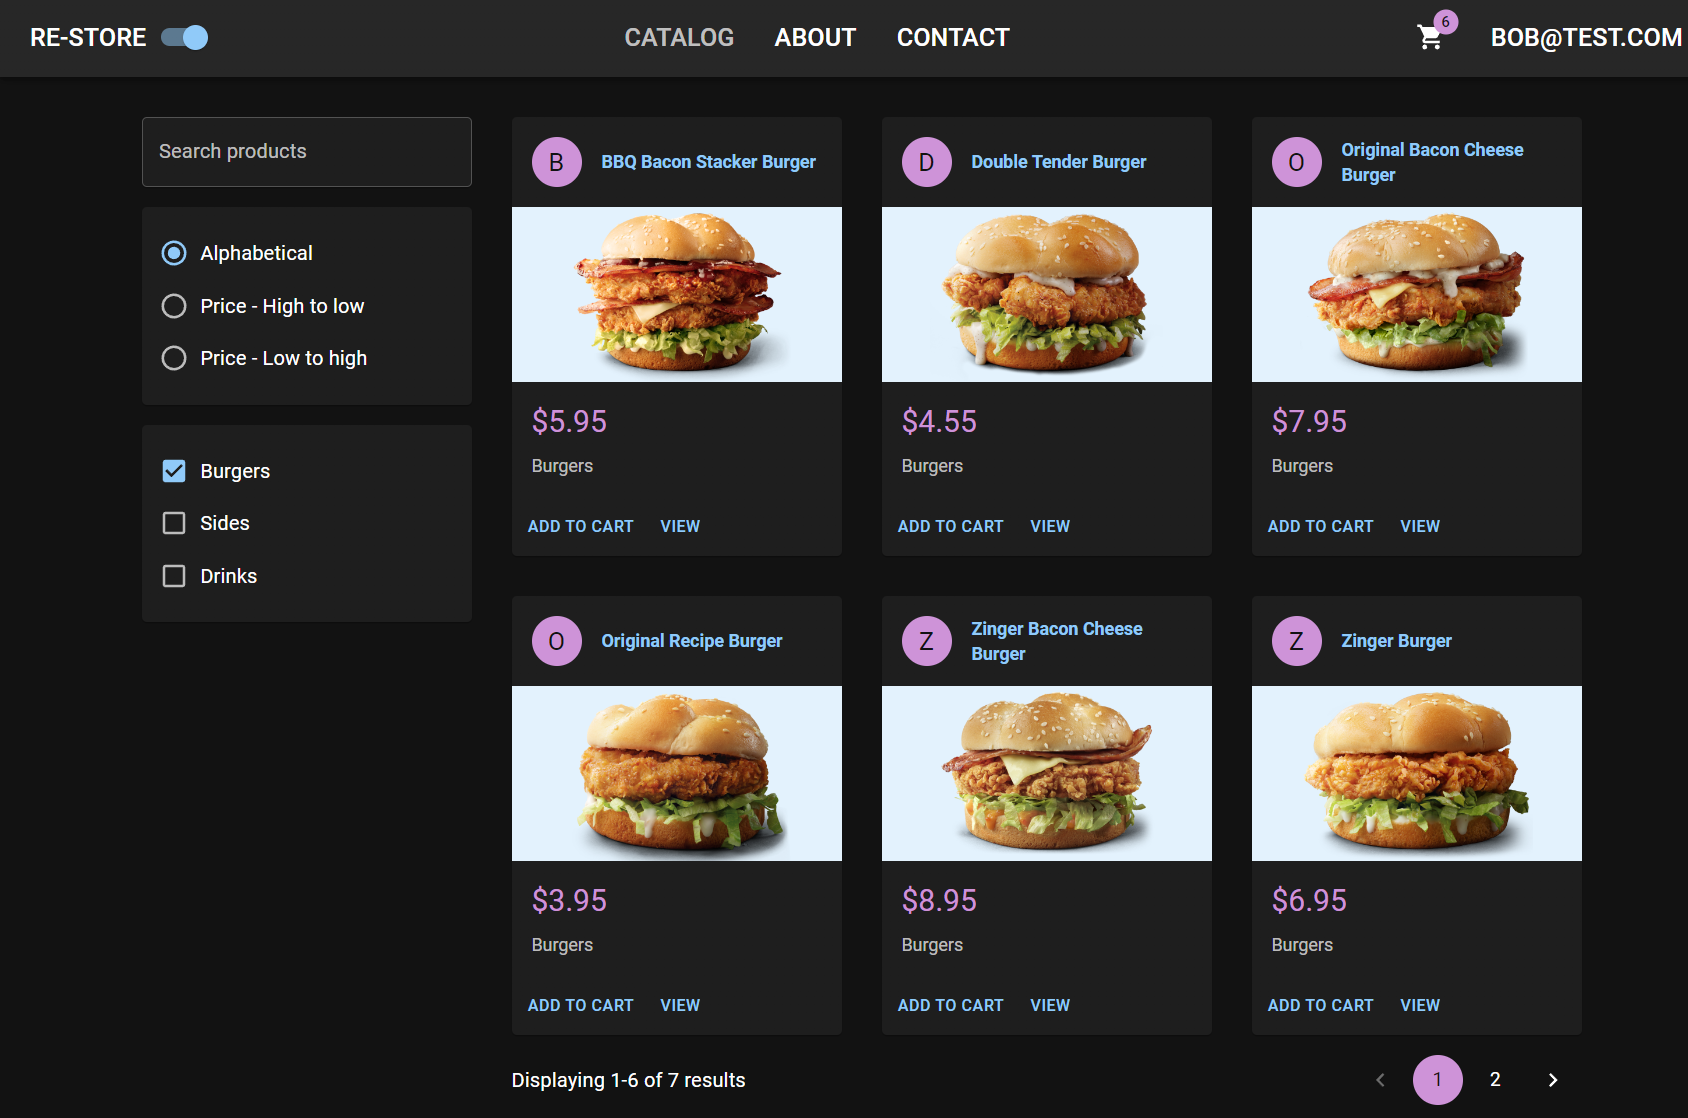 RE-STORE
CATALOG
ABOUT
CONTACT
6
BOB@TEST.COM
Search products
Alphabetical
Price - High to low
Price - Low to high
Burgers
Sides
Drinks
B
BBQ Bacon Stacker Burger
$5.95
Burgers
ADD TO CART
VIEW
D
Double Tender Burger
$4.55
Burgers
ADD TO CART
VIEW
O
Original Bacon Cheese
Burger
$7.95
Burgers
ADD TO CART
VIEW
O
Original Recipe Burger
$3.95
Burgers
ADD TO CART
VIEW
Z
Zinger Bacon Cheese
Burger
$8.95
Burgers
ADD TO CART
VIEW
Z
Zinger Burger
$6.95
Burgers
ADD TO CART
VIEW
Displaying 1-6 of 7 results
1
2